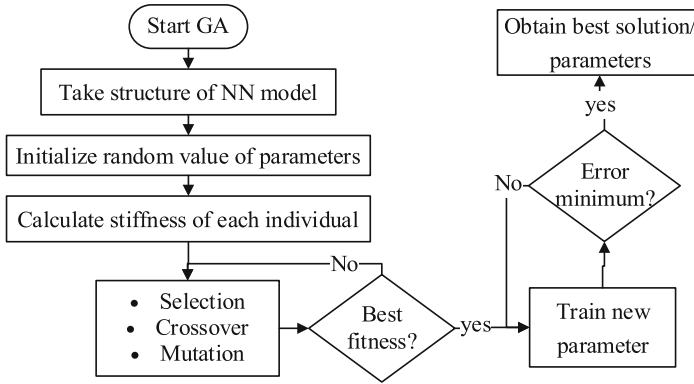 Start GA
Take structure of NN model
Initialize random value of parameters
Calculate stiffness of each individual
No
• Selection
• Crossover
• Mutation
Best
fitness?
yes
Train new
parameter
No
Error
minimum?
yes
Obtain best solution/
parameters